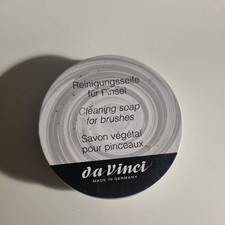 Reinigungsseife
für Pinsel
Cleaning soap
for brushes
Savon végétal
pour pinceaux
da Vinci
MADE IN GERMANY